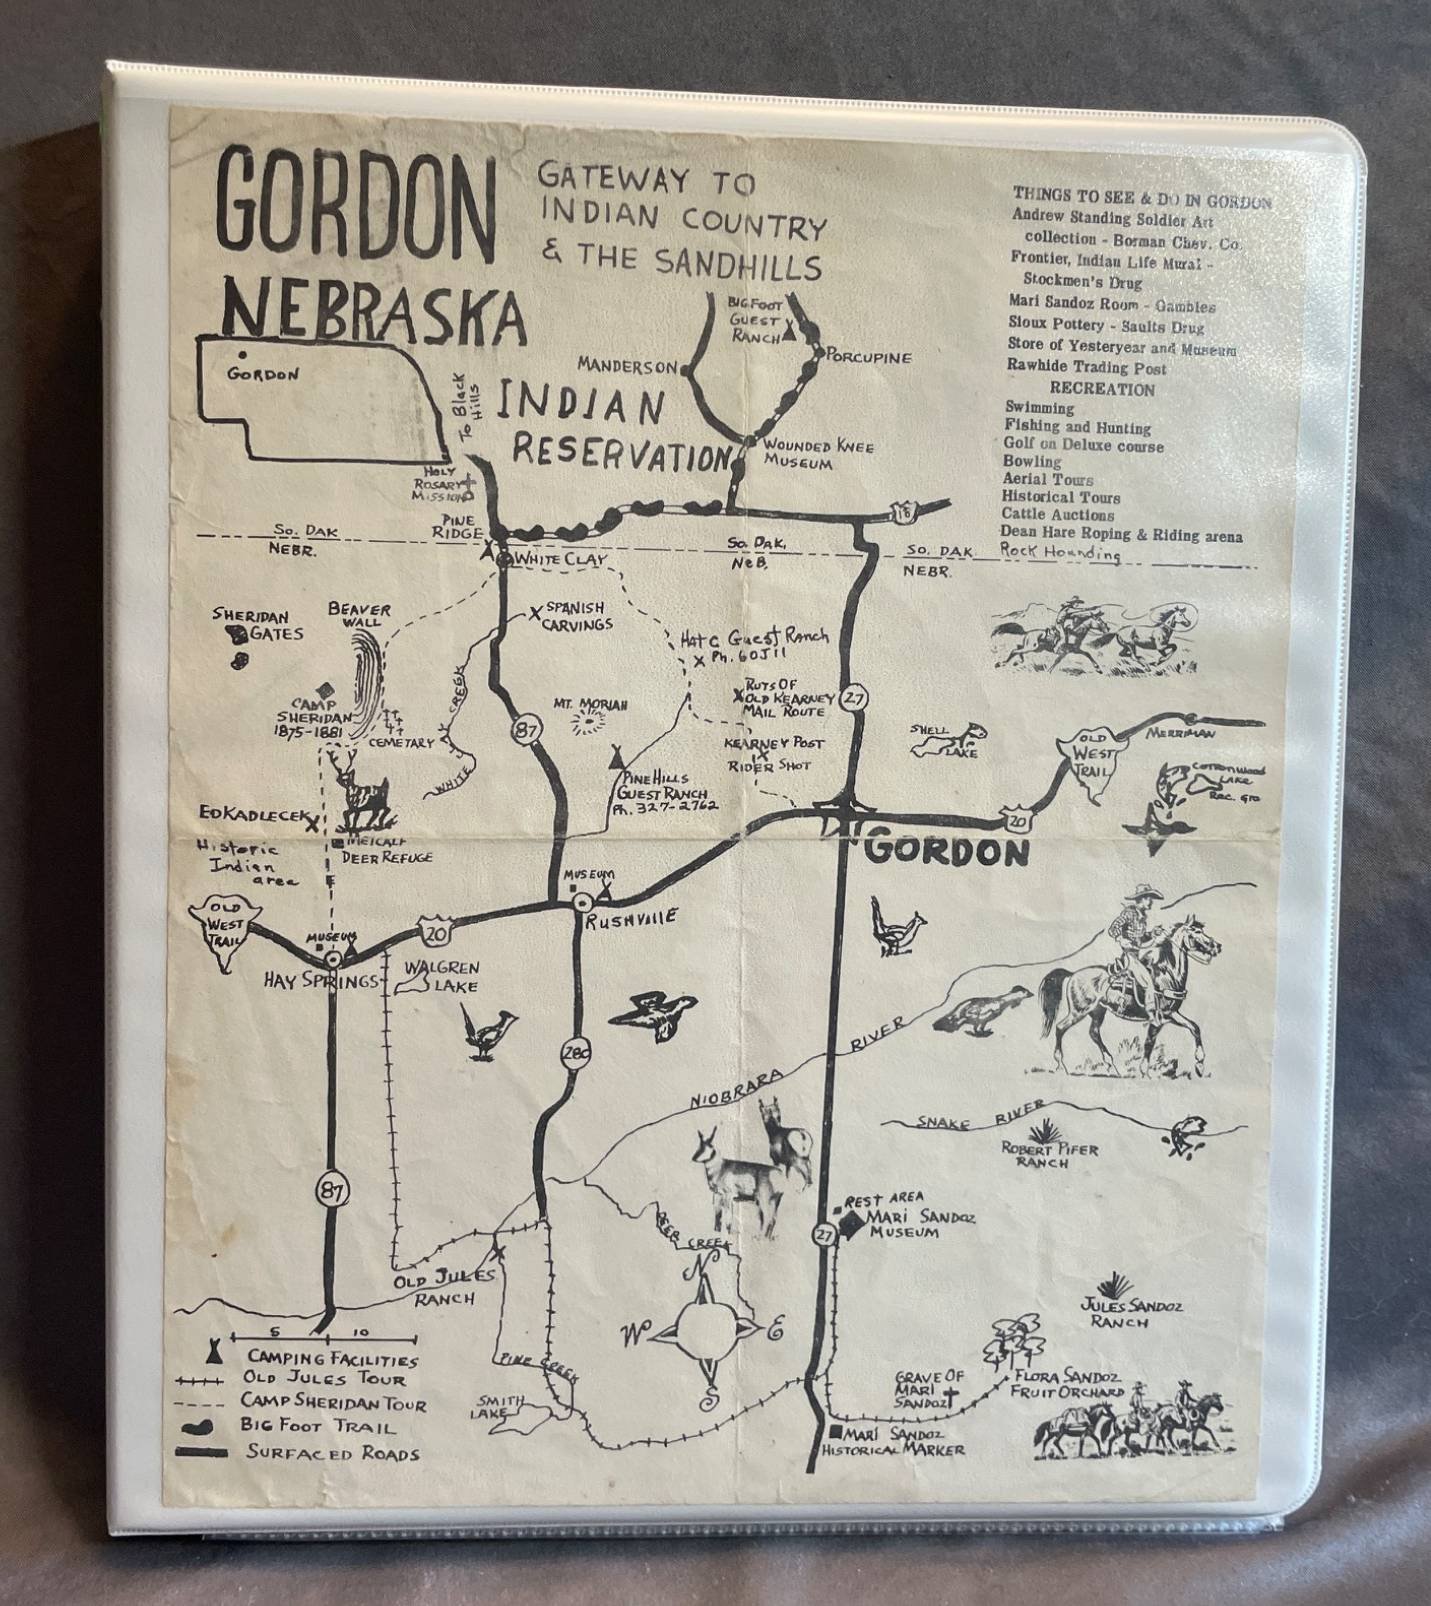 GORDON
NEBRASKA
GATEWAY TO
INDIAN COUNTRY
& THE SANDHILLS
THINGS TO SEE & DO IN GORDON
Andrew Standing Soldier Art
collection - Borman Chev. Co.
Frontier, Indian Life Mural -
Stockmen's Drug
Mari Sandoz Room - Gambles
Sioux Pottery - Saults Drug
Store of Yesteryear and Museum
Rawhide Trading Post
RECREATION
Swimming
Fishing and Hunting
Golf on Deluxe course
Bowling
Aerial Tours
Historical Tours
Cattle Auctions
Dean Hare Roping & Riding arena
Rock Hounding
GORDON
To Black
Hills
BIG FOOT
GUEST
RANCH
MANDERSON
PORCUPINE
INDIAN
RESERVATION
WOUNDED KNEE
MUSEUM
HOLY
ROSARY
MISSION
PINE
RIDGE
18
SO. DAK
NEBR.
SO. DAK.
NEB.
SO. DAK.
NEBR.
WHITE CLAY
SHERIDAN
GATES
BEAVER
WALL
SPANISH
CARVINGS
HAT C Guest Ranch
Ph. 60J11
CAMP
SHERIDAN
1875-1881
CEMETARY
WHITE CLAY CREEK
87
MT. MORIAH
RUTS OF
OLD KEARNEY
MAIL ROUTE
27
KEARNEY POST
RIDER SHOT
SHELL
LAKE
OLD
WEST
TRAIL
MERRIMAN
COTTONWOOD
LAKE
REC. GRD
PINE HILLS
GUEST RANCH
Ph. 327-2762
ED KADLECEK
Historic
Indian
area
METCALF
DEER REFUGE
20
GORDON
MUSEUM
RUSHVILLE
OLD
WEST
TRAIL
20
MUSEUM
HAY SPRINGS
WALGREN
LAKE
NIOBRARA RIVER
SNAKE RIVER
ROBERT PIFER
RANCH
87
REST AREA
MARI SANDOZ
MUSEUM
27
DEER CREEK
OLD JULES
RANCH
N
W
E
S
JULES SANDOZ
RANCH
5 10
CAMPING FACILITIES
OLD JULES TOUR
CAMP SHERIDAN TOUR
BIG FOOT TRAIL
SURFACED ROADS
PINE CREEK
SMITH
LAKE
GRAVE OF
MARI
SANDOZ
FLORA SANDOZ
FRUIT ORCHARD
MARI SANDOZ
HISTORICAL MARKER